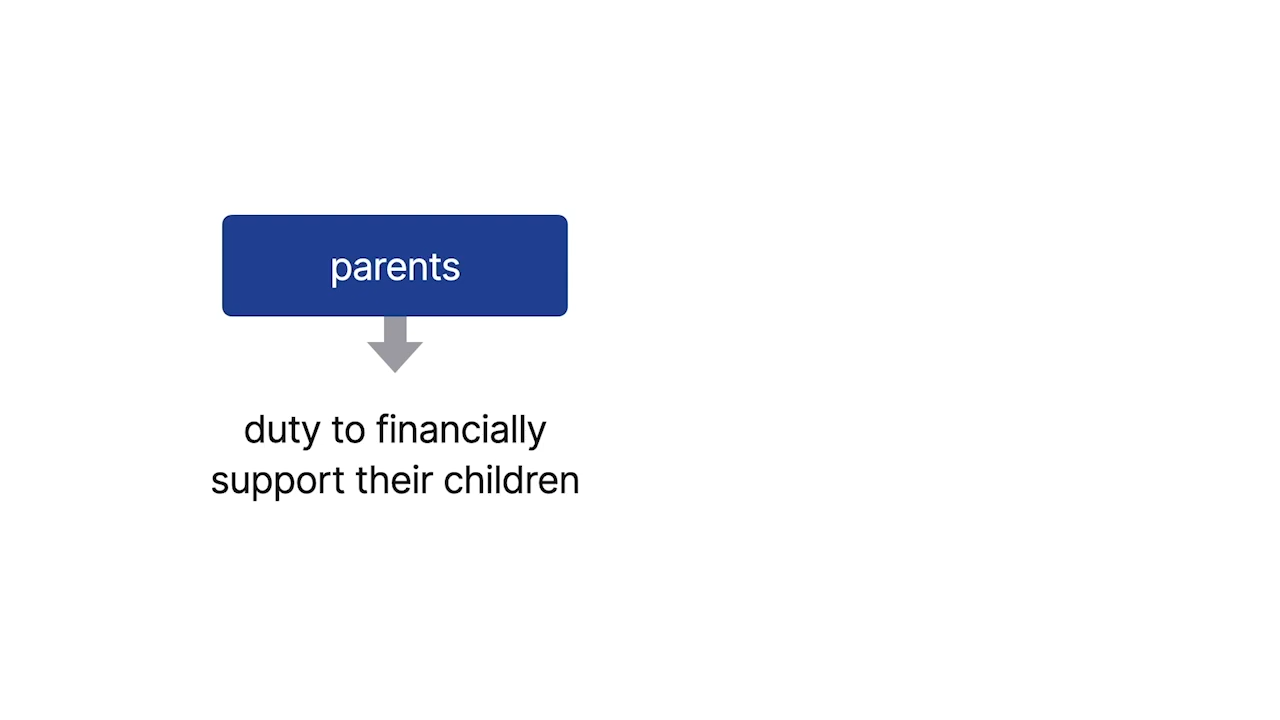 parents
duty to financially
support their children